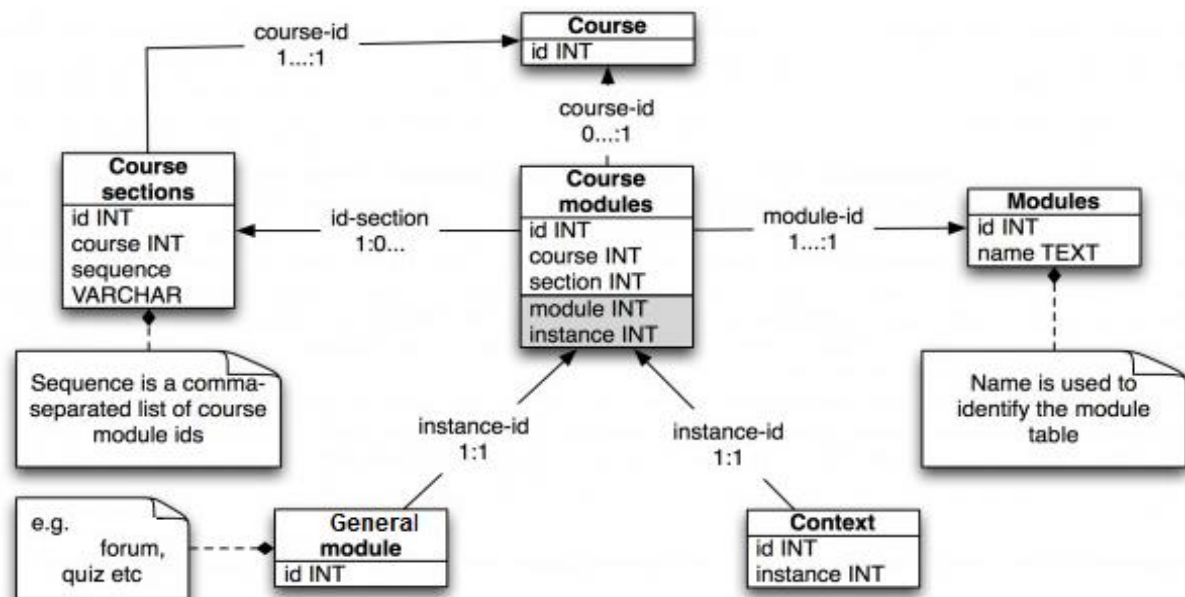 Course
id INT
course-id
1...:1
course-id
0...:1
Course
sections
id INT
course INT
sequence
VARCHAR
id-section
1:0...
Course
modules
id INT
course INT
section INT
module INT
instance INT
module-id
1...:1
Modules
id INT
name TEXT
Sequence is a comma-
separated list of course
module ids
Name is used to
identify the module
table
instance-id
1:1
instance-id
1:1
e.g.
forum,
quiz etc
General
module
id INT
Context
id INT
instance INT